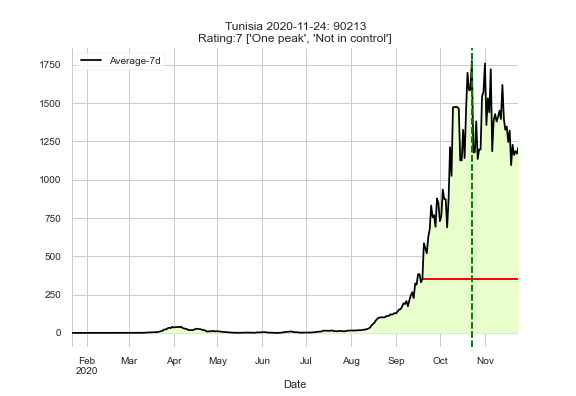 Tunisia 2020-11-24: 90213
Rating:7 ['One peak', 'Not in control']
Average-7d
1750
1500
1250
1000
750
500
250
0
Feb Mar Apr May Jun Jul Aug Sep Oct Nov
2020
Date